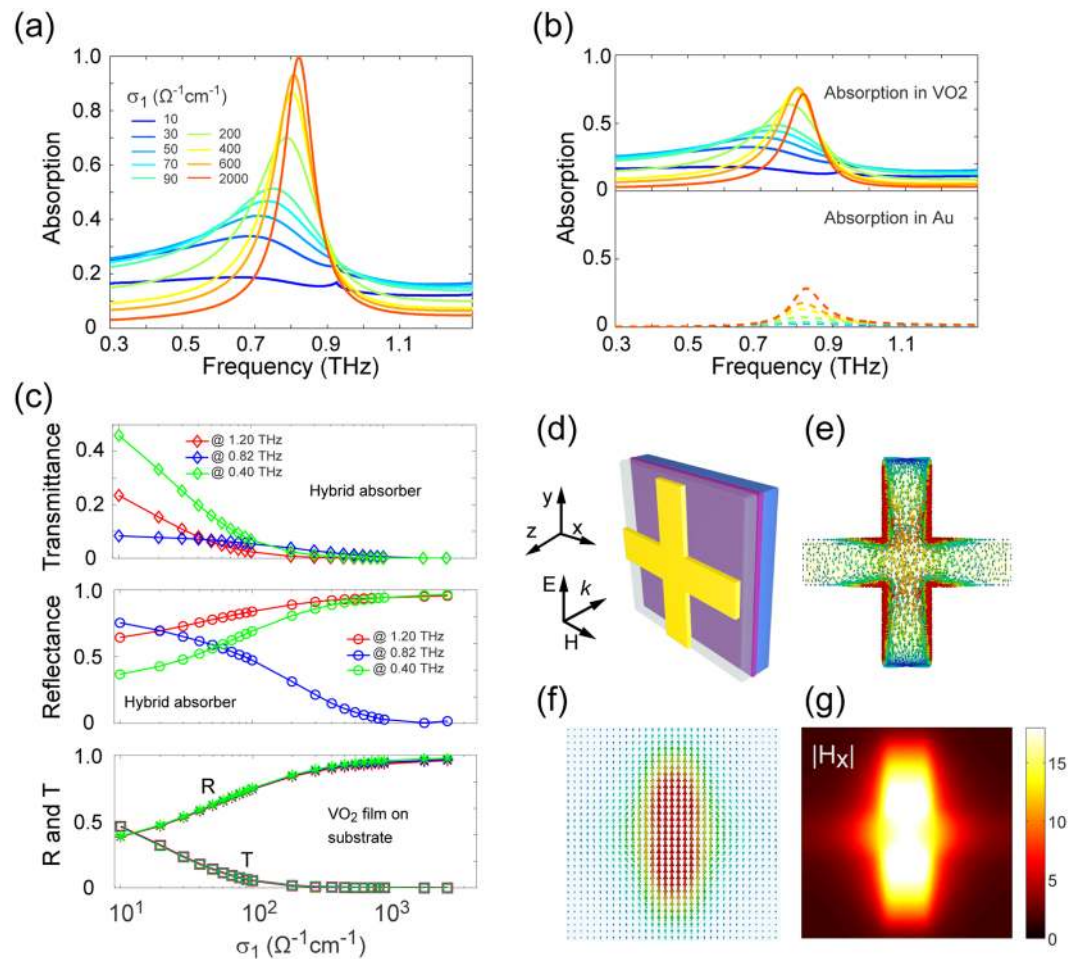 (a)
1.0
0.8
0.6
0.4
0.2
0
Absorption
σ1 (Ω-1cm-1)
10
30
50
70
90
200
400
600
2000
0.3 0.5 0.7 0.9 1.1
Frequency (THz)
(b)
1.0
0.5
0
0.5
0
Absorption
Absorption in VO2
Absorption in Au
0.3 0.5 0.7 0.9 1.1
Frequency (THz)
(c)
Transmittance
0.4
0.2
0
@ 1.20 THz
@ 0.82 THz
@ 0.40 THz
Hybrid absorber
Reflectance
1.0
0.5
0
@ 1.20 THz
@ 0.82 THz
@ 0.40 THz
Hybrid absorber
R and T
1.0
0.5
0
R
T
VO2 film on
substrate
10^1 10^2 10^3
σ1 (Ω-1cm-1)
(d)
y
z
x
E
k
H
(e)
(f)
(g)
|Hx|
15
10
5
0